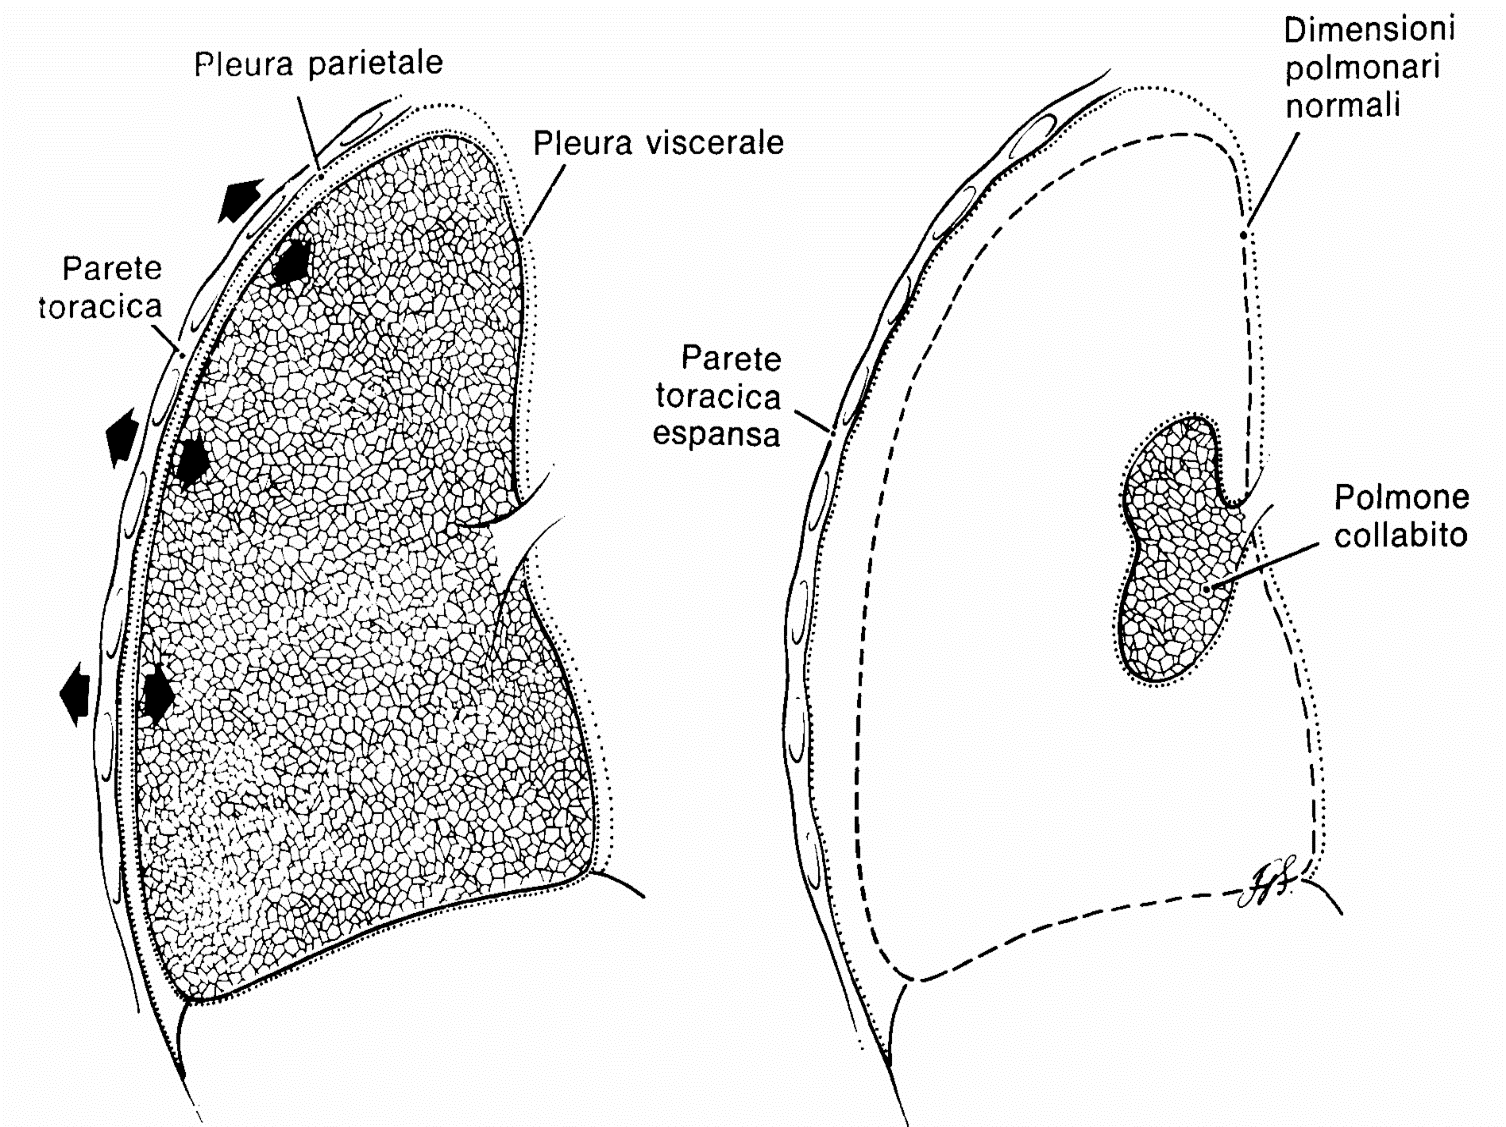 Pleura parietale
Pleura viscerale
Parete
toracica
Dimensioni
polmonari
normali
Parete
toracica
espansa
Polmone
collabito